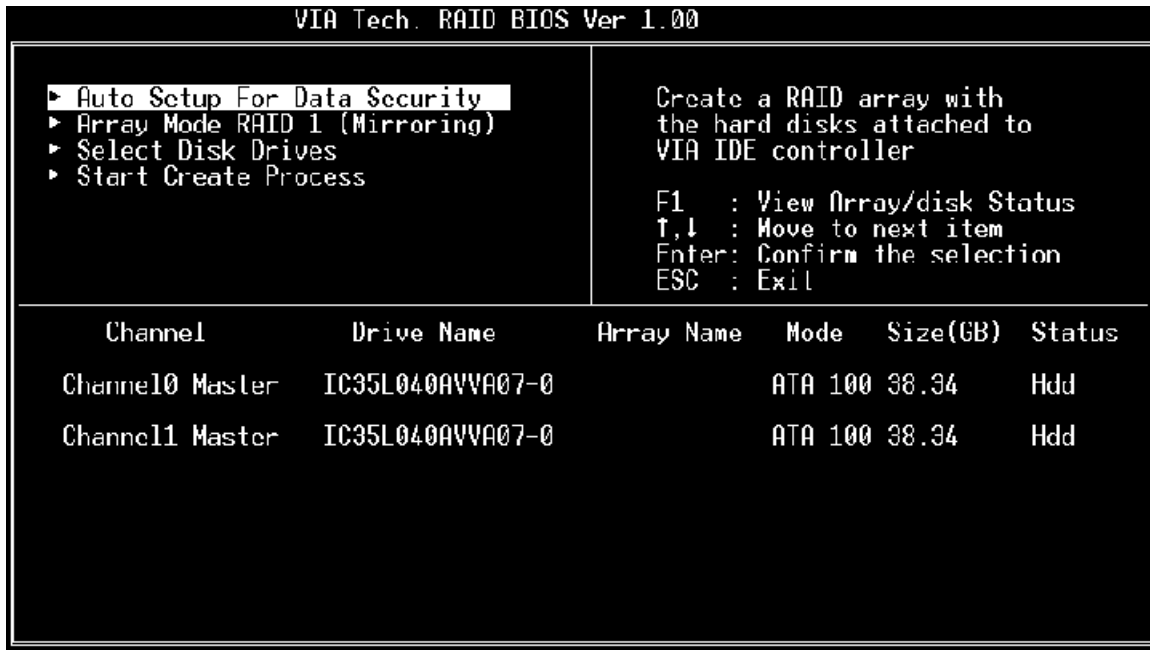 VIA Tech. RAID BIOS Ver 1.00
► Auto Setup For Data Security
► Array Mode RAID 1 (Mirroring)
► Select Disk Drives
► Start Create Process
Create a RAID array with
the hard disks attached to
VIA IDE controller
F1 : View Array/disk Status
↑,↓ : Move to next item
Enter: Confirm the selection
ESC : Exit
Channel Drive Name Array Name Mode Size(GB) Status
Channel0 Master IC35L040AVVA07-0 ATA 100 38.34 Hdd
Channel1 Master IC35L040AVVA07-0 ATA 100 38.34 Hdd